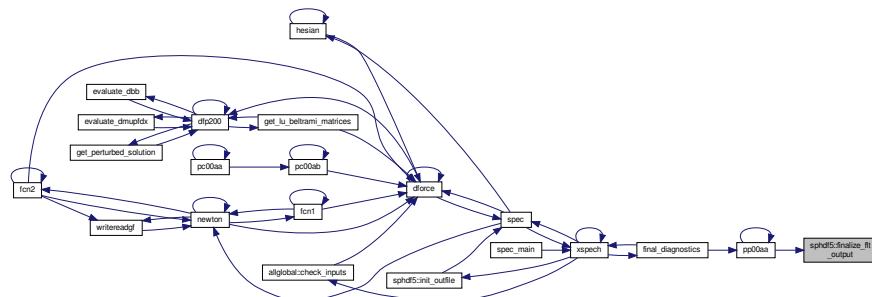 hesian
evaluate_dbb
dfp200
evaluate_dmupfdx
get_lu_beltrami_matrices
get_perturbed_solution
pc00aa
pc00ab
fcn2
dforce
fcn1
newton
writereadgf
spec
spec_main
xspech
final_diagnostics
pp00aa
sphdf5::finalize_flt
_output
allglobal::check_inputs
sphdf5::init_outfile